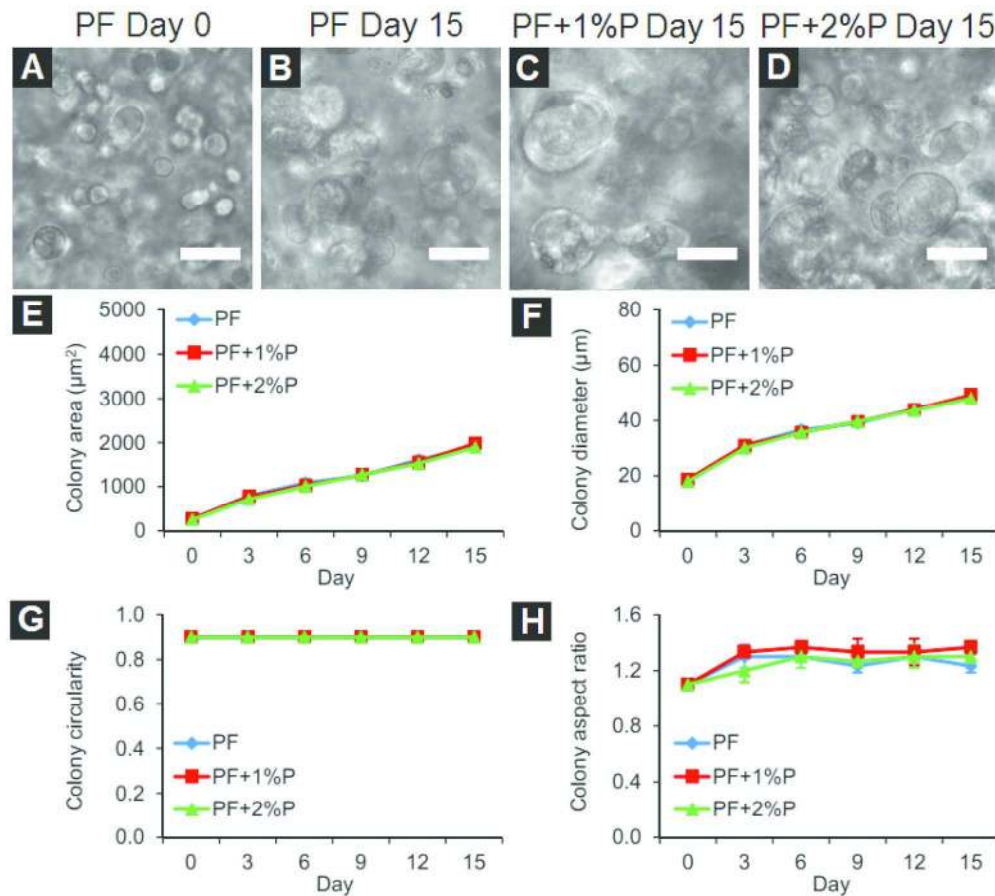 PF Day 0 PF Day 15 PF+1%P Day 15 PF+2%P Day 15
A B C D
E
Colony area (µm²)
5000
4000
3000
2000
1000
0
PF
PF+1%P
PF+2%P
0 3 6 9 12 15
Day
F
Colony diameter (µm)
80
60
40
20
0
PF
PF+1%P
PF+2%P
0 3 6 9 12 15
Day
G
Colony circularity
1.0
0.8
0.6
0.4
0.2
0.0
PF
PF+1%P
PF+2%P
0 3 6 9 12 15
Day
H
Colony aspect ratio
1.6
1.4
1.2
1.0
PF
PF+1%P
PF+2%P
0 3 6 9 12 15
Day